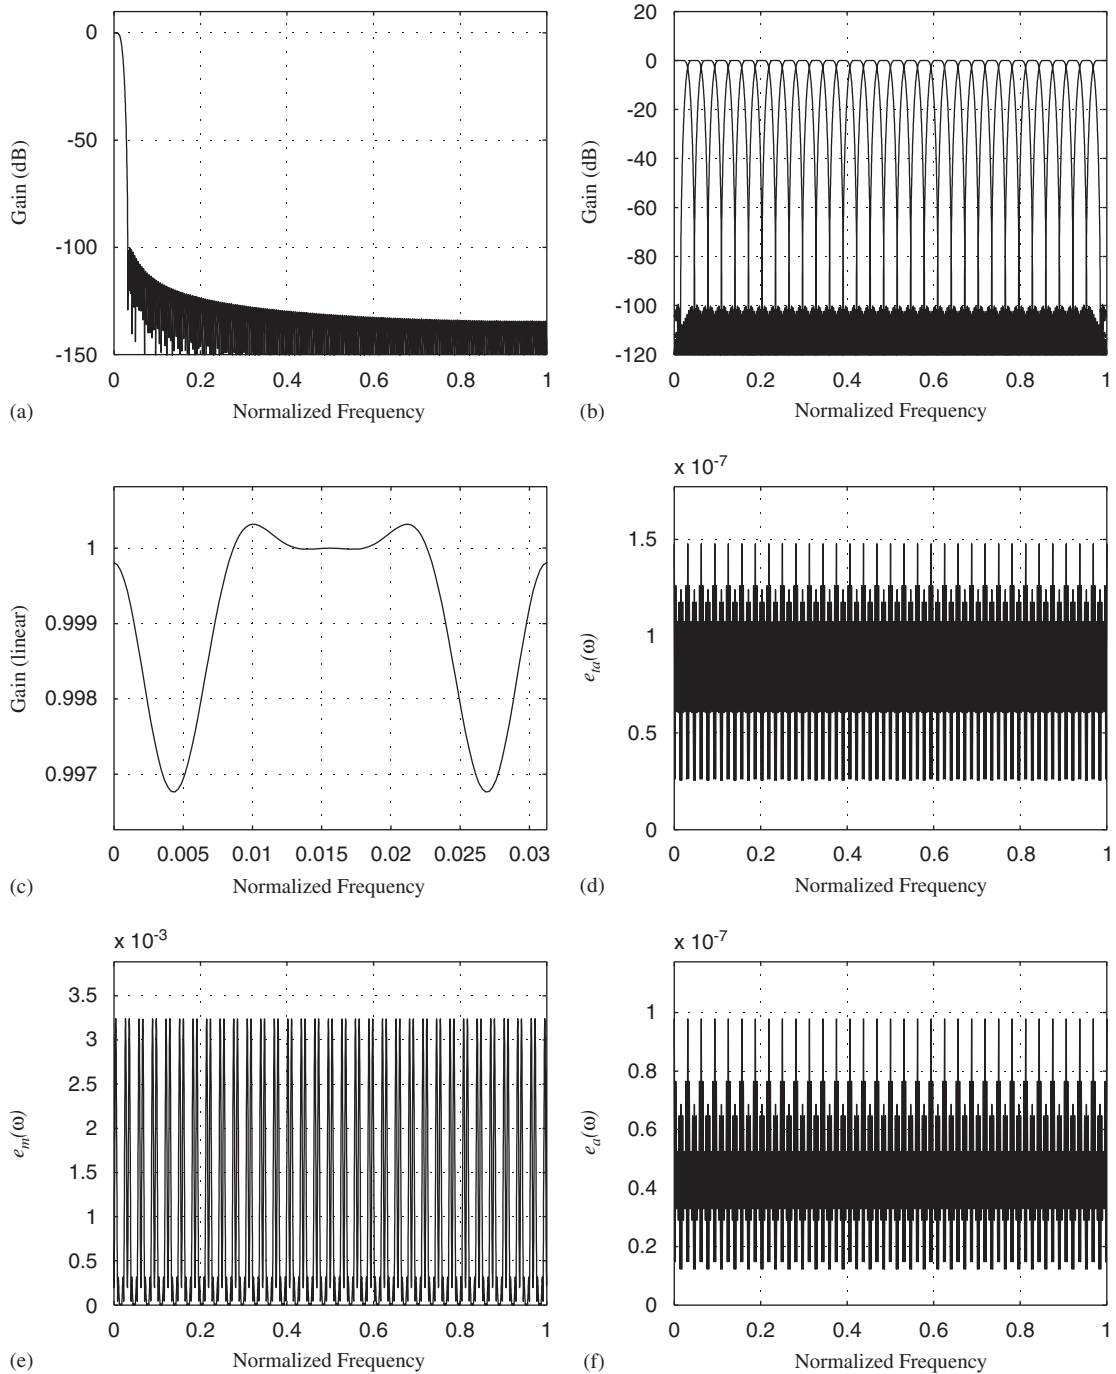 0
-50
-100
-150
Gain (dB)
0 0.2 0.4 0.6 0.8 1
(a) Normalized Frequency
20
0
-20
-40
-60
-80
-100
-120
Gain (dB)
0 0.2 0.4 0.6 0.8 1
(b) Normalized Frequency
1
0.999
0.998
0.997
Gain (linear)
0 0.005 0.01 0.015 0.02 0.025 0.03
(c) Normalized Frequency
x 10-7
1.5
1
0.5
0
eta(ω)
0 0.2 0.4 0.6 0.8 1
(d) Normalized Frequency
x 10-3
3.5
3
2.5
2
1.5
1
0.5
0
em(ω)
0 0.2 0.4 0.6 0.8 1
(e) Normalized Frequency
x 10-7
1
0.8
0.6
0.4
0.2
0
ea(ω)
0 0.2 0.4 0.6 0.8 1
(f) Normalized Frequency